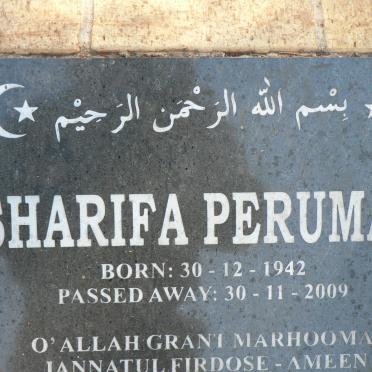 بِسْمِ اللهِ الرَحْمَنِ الرَحِيْمِ
SHARIFA PERUMA
BORN: 30 - 12 - 1942
PASSED AWAY: 30 - 11 - 2009
O'ALLAH GRANT MARHOOMA
JANNATUL FIRDOSE - AMEEN